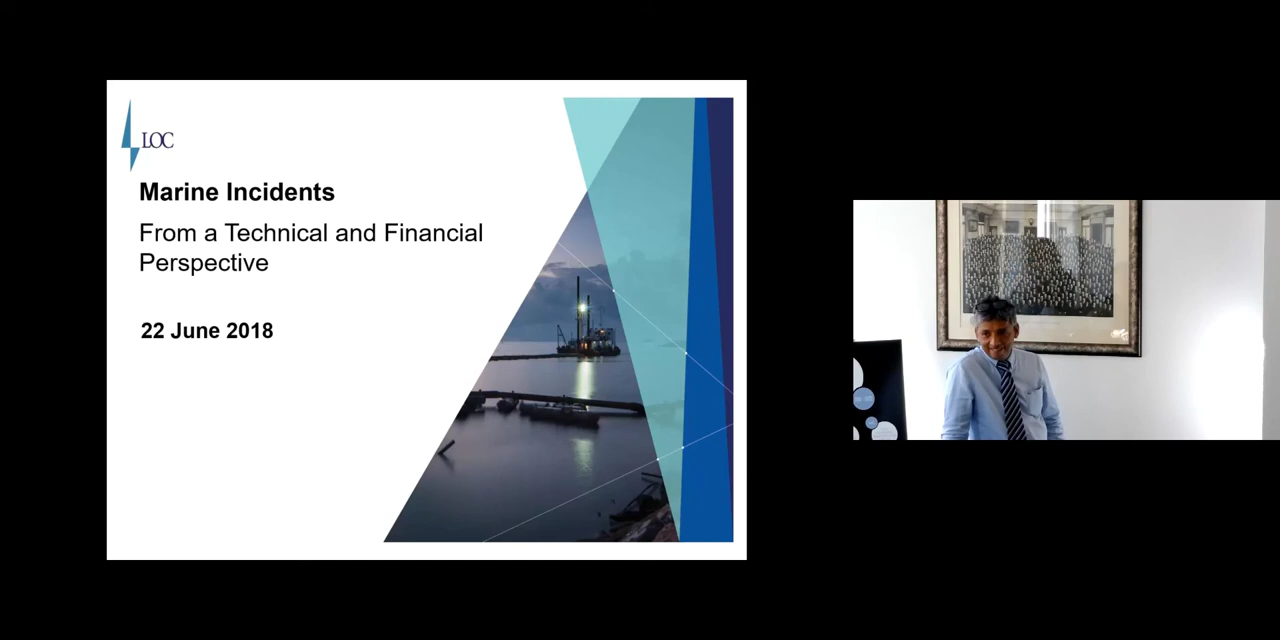 LOC
Marine Incidents
From a Technical and Financial
Perspective
22 June 2018